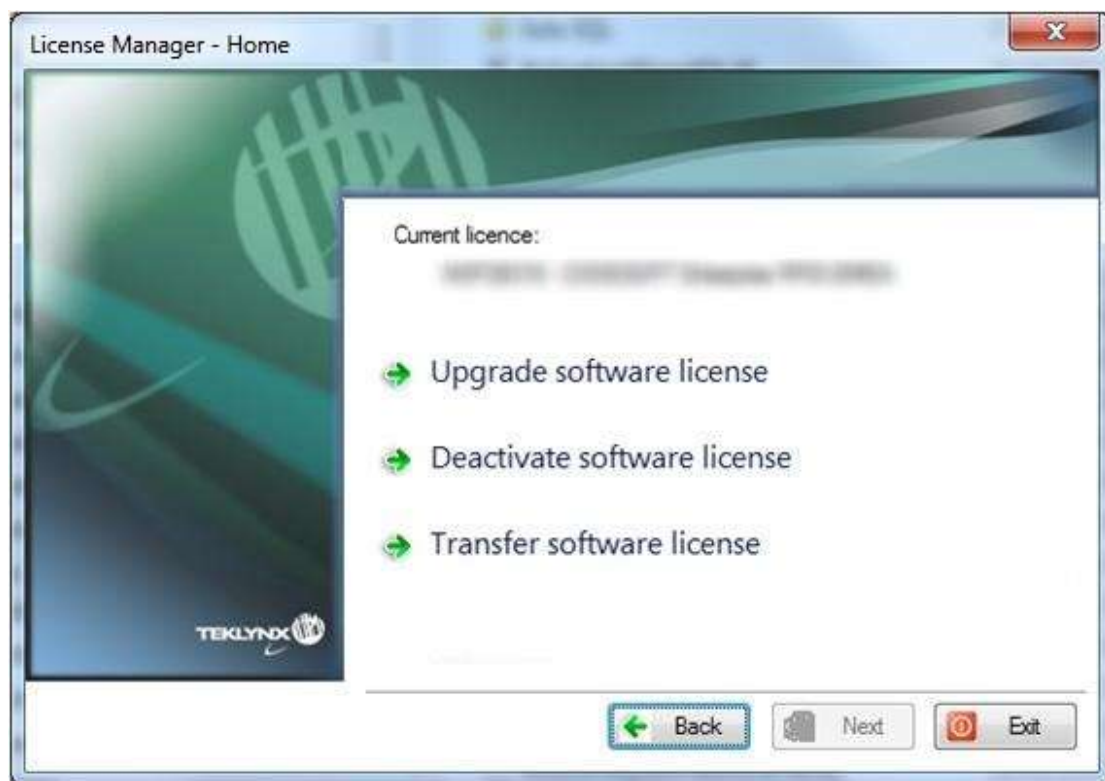 License Manager - Home
Current licence:
Upgrade software license
Deactivate software license
Transfer software license
TEKLYNX
Back
Next
Exit